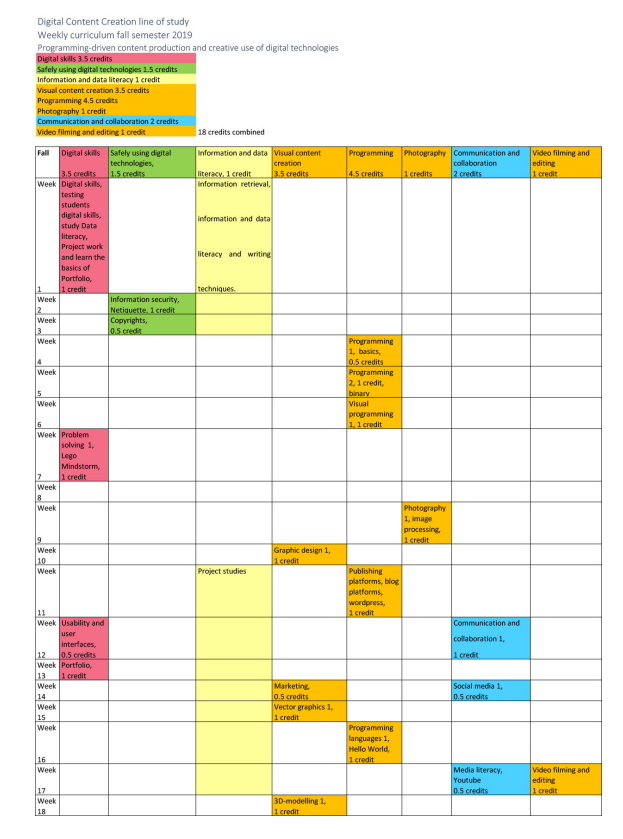 Digital Content Creation line of study
Weekly curriculum fall semester 2019
Programming-driven content production and creative use of digital technologies
Digital skills 3.5 credits
Safely using digital technologies 1.5 credits
Information and data literacy 1 credit
Visual content creation 3.5 credits
Programming 4.5 credits
Photography 1 credit
Communication and collaboration 2 credits
Video filming and editing 1 credit 18 credits combined
Fall
Digital skills
3.5 credits
Safely using digital
technologies,
1.5 credits
Information and data
literacy, 1 credit
Visual content
creation
3.5 credits
Programming
4.5 credits
Photography
1 credits
Communication and
collaboration
2 credits
Video filming and
editing
1 credit
Week
1
Digital skills,
testing
students
digital skills,
study Data
literacy,
Project work
and learn the
basics of
Portfolio,
1 credit
Information retrieval,
information and data
literacy and writing
techniques.
Week
2
Information security,
Netiquette, 1 credit
Week
3
Copyrights,
0.5 credit
Week
4
Programming
1, basics,
0.5 credits
Week
5
Programming
2, 1 credit,
binary
Week
6
Visual
programming
1, 1 credit
Week
7
Problem
solving 1,
Lego
Mindstorm,
1 credit
Week
8
Week
9
Photography
1, image
processing,
1 credit
Week
10
Graphic design 1,
1 credit
Week
11
Project studies
Publishing
platforms, blog
platforms,
wordpress,
1 credit
Week
12
Usability and
user
interfaces,
0.5 credits
Communication and
collaboration 1,
1 credit
Week
13
Portfolio,
1 credit
Week
14
Marketing,
0.5 credits
Social media 1,
0.5 credits
Week
15
Vector graphics 1,
1 credit
Week
16
Programming
languages 1,
Hello World,
1 credit
Week
17
Media literacy,
Youtube
0.5 credits
Video filming and
editing
1 credit
Week
18
3D-modelling 1,
1 credit